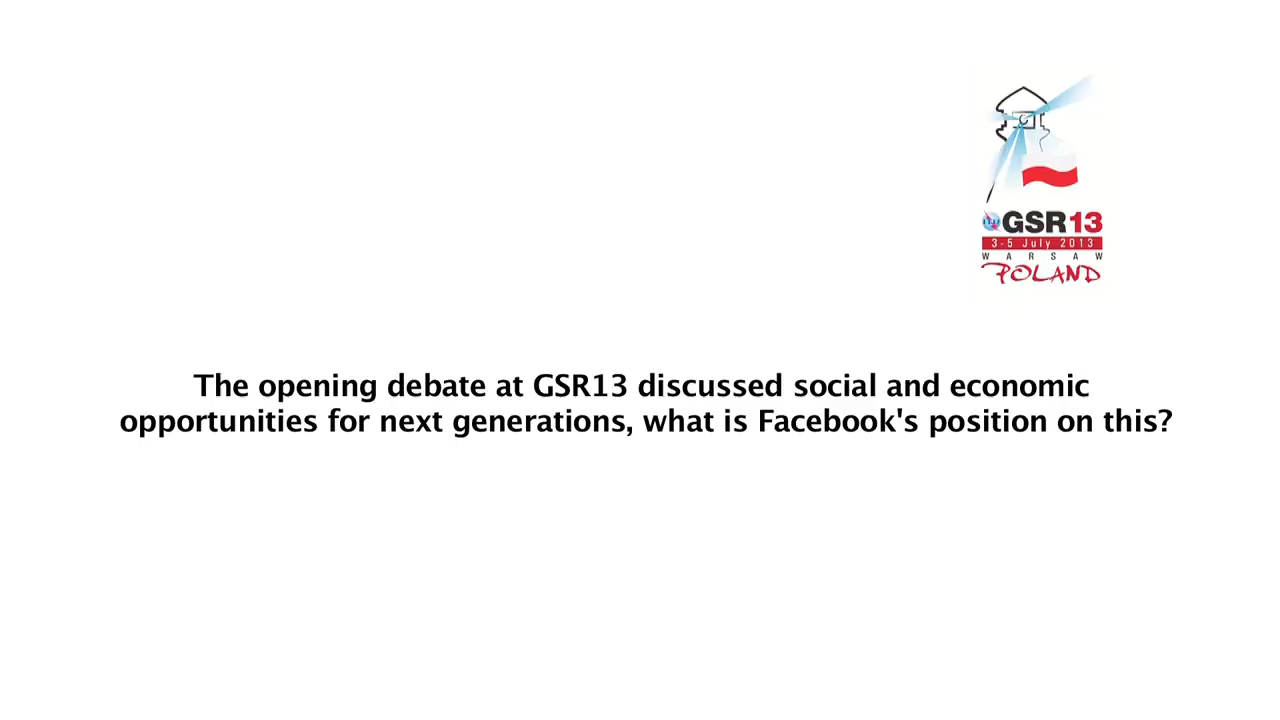 GSR13
3-5 July 2013
WARSAW
POLAND
The opening debate at GSR13 discussed social and economic
opportunities for next generations, what is Facebook's position on this?